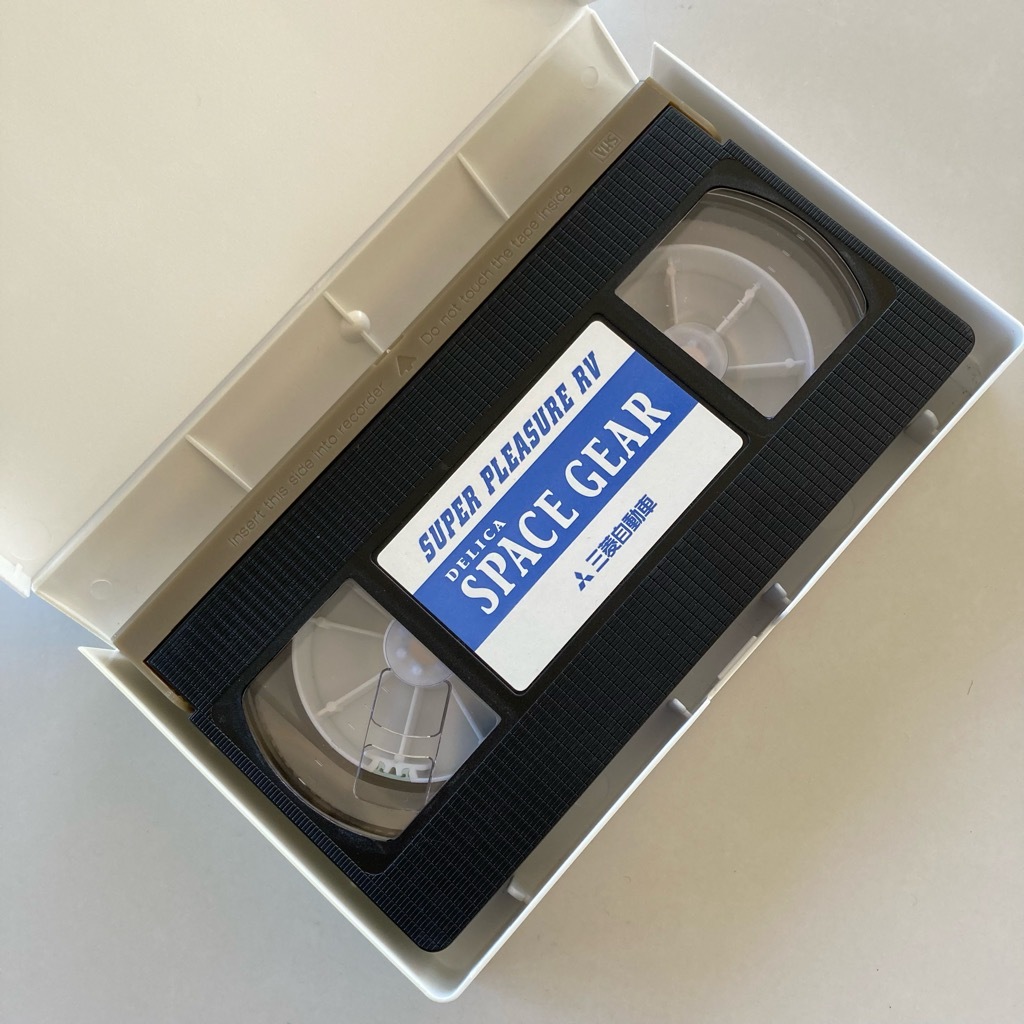 VHS
Insert this side into recorder
Do not touch the tape inside
SUPER PLEASURE RV
DELICA
SPACE GEAR
三菱自動車